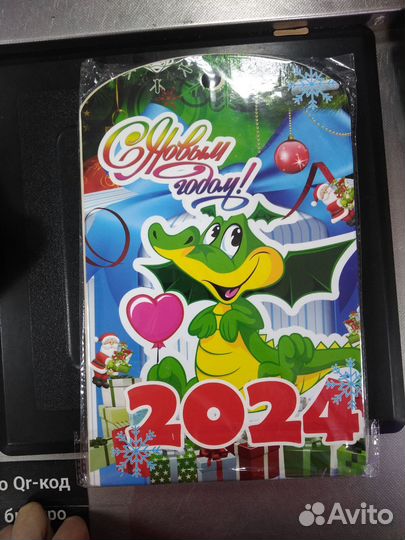 С Новым
годом!
2024
о Qr-код
Avito